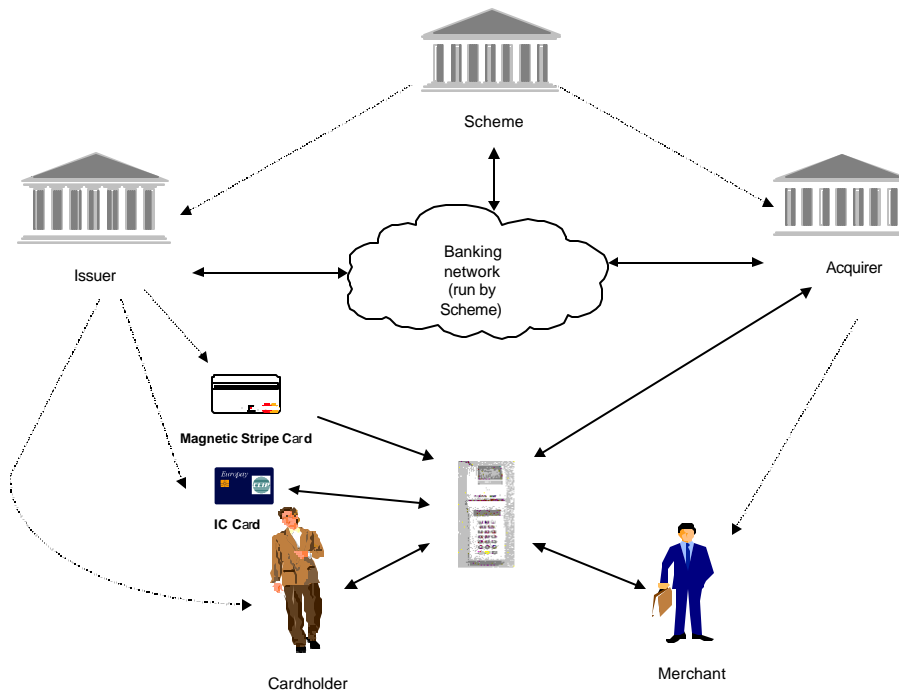 Scheme
Issuer
Acquirer
Banking
network
(run by
Scheme)
Magnetic Stripe Card
Europay
IC Card
Cardholder
Merchant